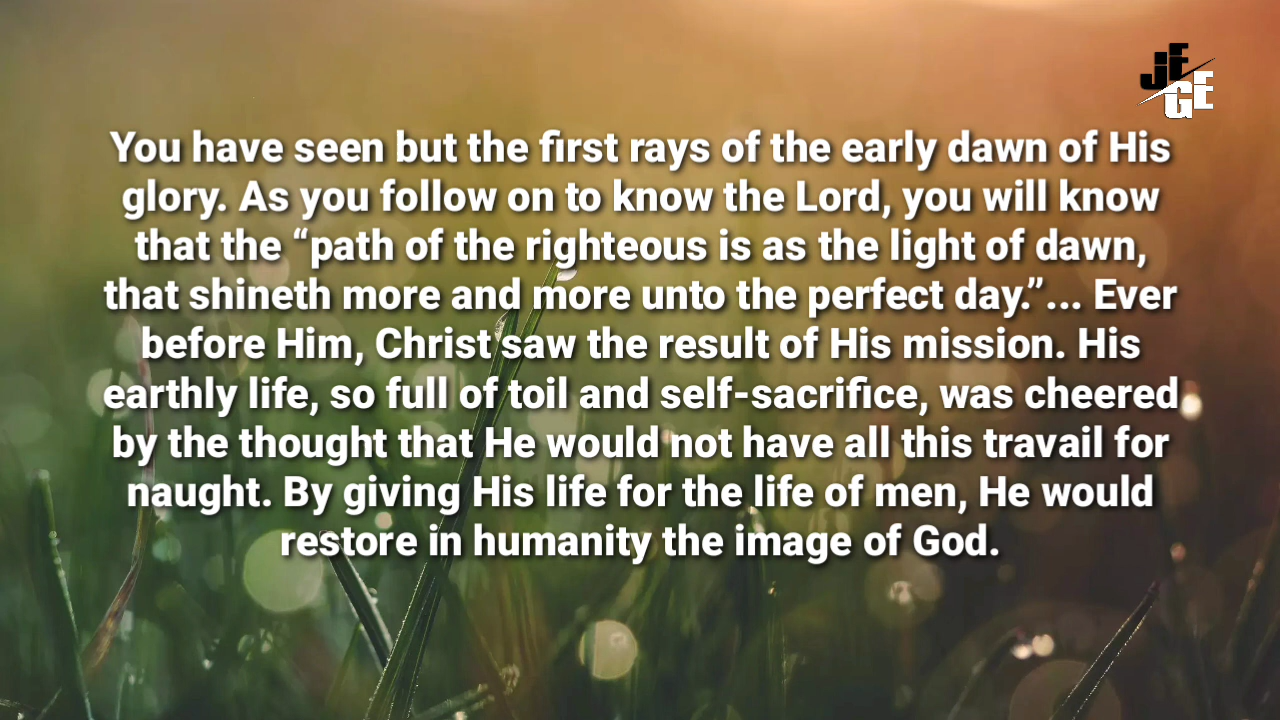 JF
GF
You have seen but the first rays of the early dawn of His
glory. As you follow on to know the Lord, you will know
that the “path of the righteous is as the light of dawn,
that shineth more and more unto the perfect day.”... Ever
before Him, Christ saw the result of His mission. His
earthly life, so full of toil and self-sacrifice, was cheered
by the thought that He would not have all this travail for
naught. By giving His life for the life of men, He would
restore in humanity the image of God.